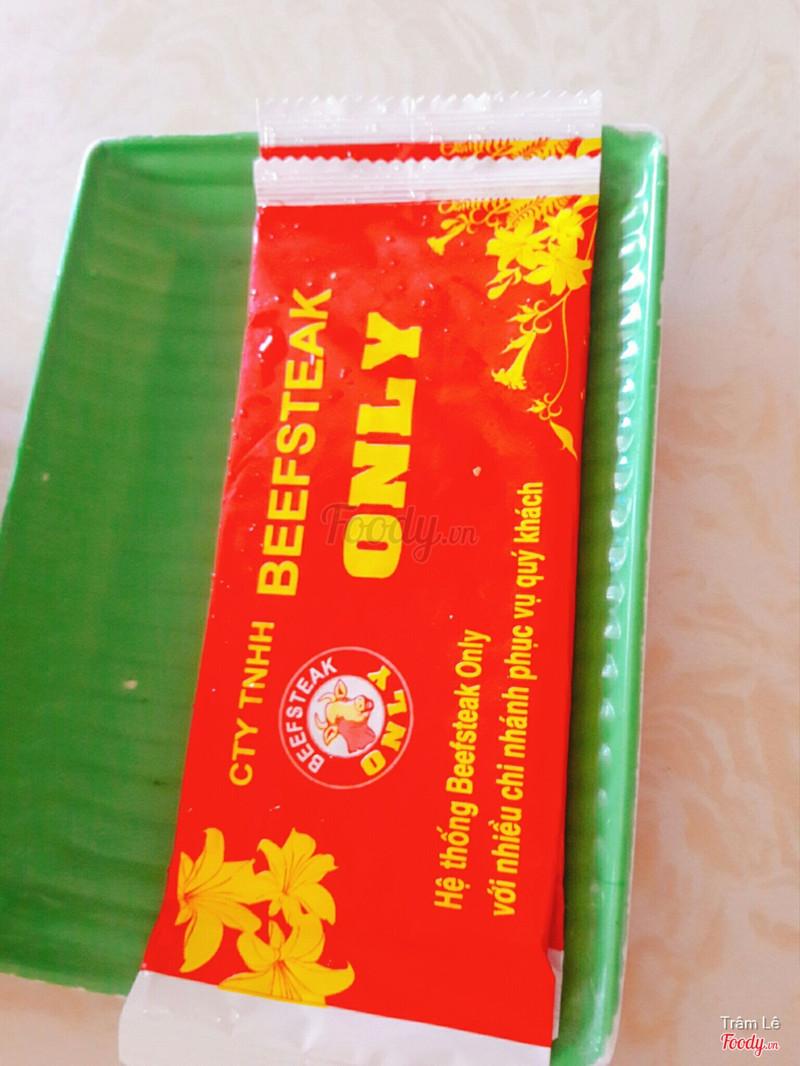 CTY TNHH BEEFSTEAK
ONLY
BEEFSTEAK
ONLY
Hệ thống Beefsteak Only
với nhiều chi nhánh phục vụ quý khách
Foody.vn
Trâm Lê
Foody.vn